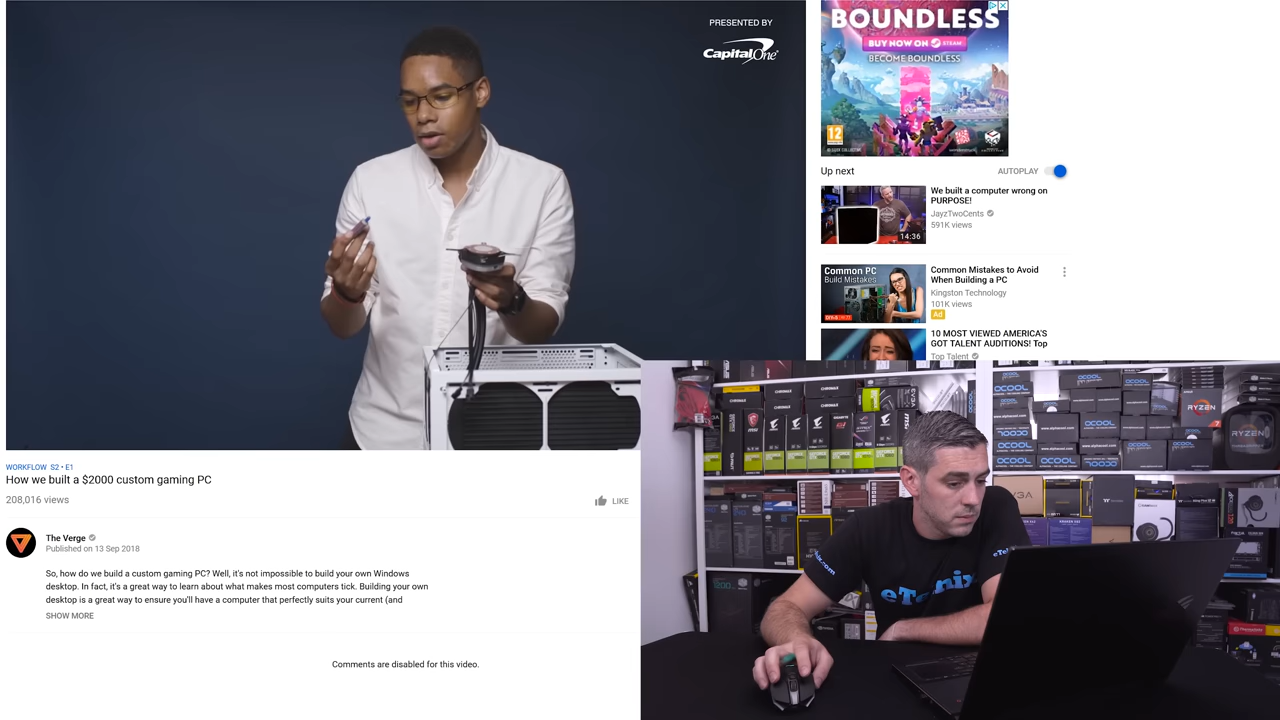 PRESENTED BY
Capital One
BOUNDLESS
BUY NOW ON STEAM
BECOME BOUNDLESS
12
Up next
AUTOPLAY
We built a computer wrong on
PURPOSE!
JayzTwoCents
591K views
14:36
Common PC
Build Mistakes
Common Mistakes to Avoid
When Building a PC
Kingston Technology
101K views
Ad
10 MOST VIEWED AMERICA'S
GOT TALENT AUDITIONS! Top
Top Talent
WORKFLOW S2 • E1
How we built a $2000 custom gaming PC
208,016 views
LIKE
The Verge
Published on 13 Sep 2018
So, how do we build a custom gaming PC? Well, it's not impossible to build your own Windows
desktop. In fact, it's a great way to learn about what makes most computers tick. Building your own
desktop is a great way to ensure you'll have a computer that perfectly suits your current (and
SHOW MORE
Comments are disabled for this video.
RYZEN
RYZEN
eTeknix